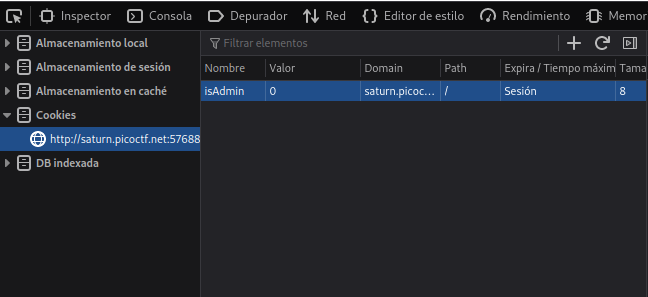 Inspector Consola Depurador Red Editor de estilo Rendimiento Memor
Almacenamiento local
Almacenamiento de sesión
Almacenamiento en caché
Cookies
http://saturn.picoctf.net:57688
DB indexada
Filtrar elementos
Nombre Valor Domain Path Expira / Tiempo máxim Tama
isAdmin 0 saturn.picoc... / Sesión 8